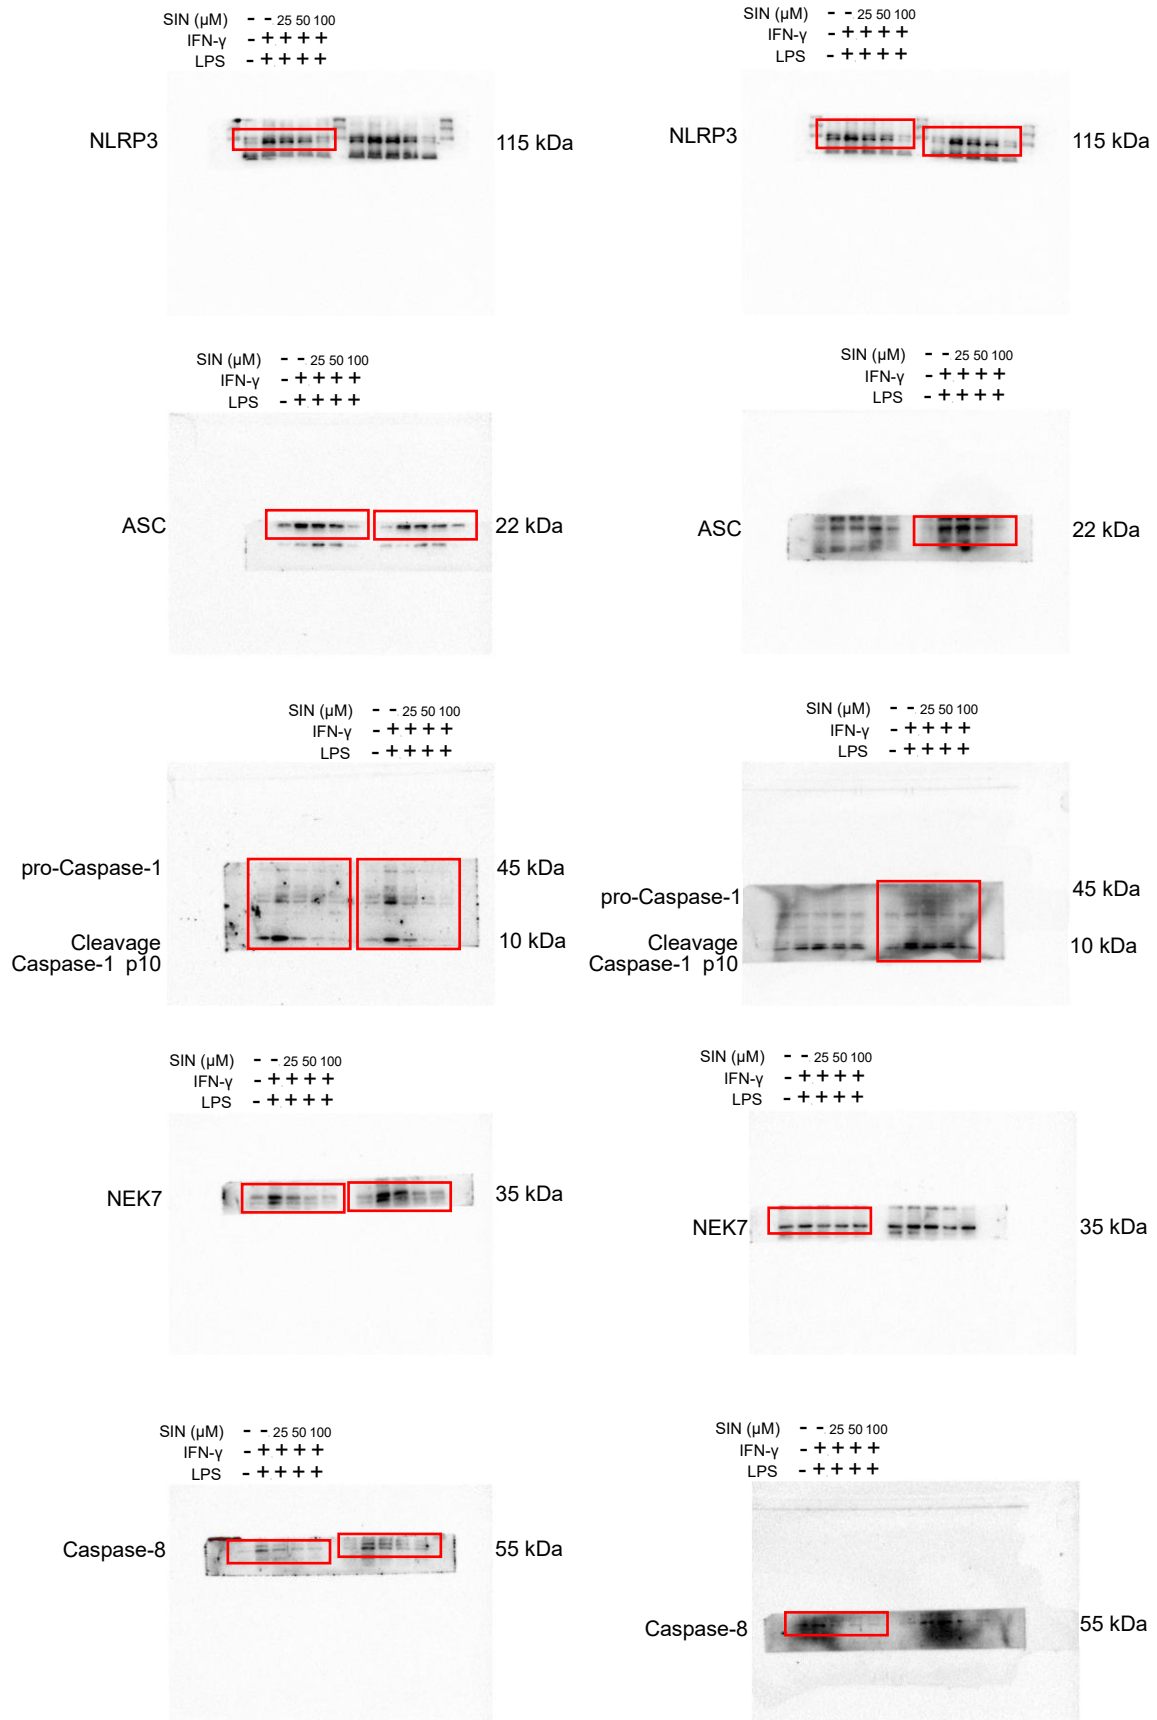 SIN (μM) - - 25 50 100
IFN-γ - + + + +
LPS - + + + +
NLRP3 115 kDa
SIN (μM) - - 25 50 100
IFN-γ - + + + +
LPS - + + + +
NLRP3 115 kDa
SIN (μM) - - 25 50 100
IFN-γ - + + + +
LPS - + + + +
ASC 22 kDa
SIN (μM) - - 25 50 100
IFN-γ - + + + +
LPS - + + + +
ASC 22 kDa
SIN (μM) - - 25 50 100
IFN-γ - + + + +
LPS - + + + +
pro-Caspase-1 45 kDa
Cleavage 10 kDa
Caspase-1 p10
SIN (μM) - - 25 50 100
IFN-γ - + + + +
LPS - + + + +
pro-Caspase-1 45 kDa
Cleavage 10 kDa
Caspase-1 p10
SIN (μM) - - 25 50 100
IFN-γ - + + + +
LPS - + + + +
NEK7 35 kDa
SIN (μM) - - 25 50 100
IFN-γ - + + + +
LPS - + + + +
NEK7 35 kDa
SIN (μM) - - 25 50 100
IFN-γ - + + + +
LPS - + + + +
Caspase-8 55 kDa
SIN (μM) - - 25 50 100
IFN-γ - + + + +
LPS - + + + +
Caspase-8 55 kDa